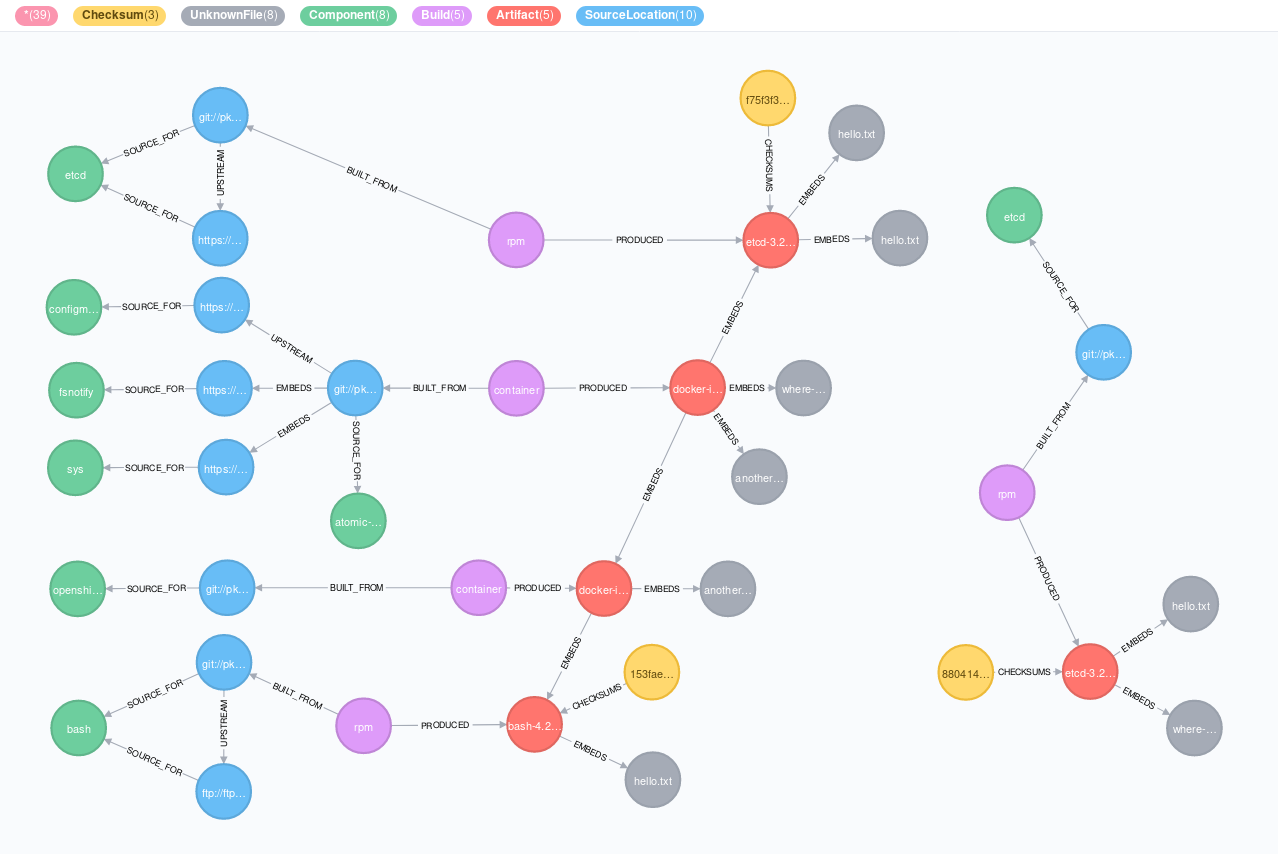 *(39) Checksum(3) UnknownFile(8) Component(8) Build(5) Artifact(5) SourceLocation(10)
f75f3f3…
git://pk…
hello.txt
SOURCE_FOR
CHECKSUMS
UPSTREAM
etcd
BUILT_FROM
EMBEDS
SOURCE_FOR
etcd
https://…
rpm
PRODUCED
etcd-3.2…
EMBEDS
hello.txt
SOURCE_FOR
configm…
SOURCE_FOR
https://…
EMBEDS
UPSTREAM
git://pk…
fsnotify
SOURCE_FOR
https://…
EMBEDS
git://pk…
BUILT_FROM
container
PRODUCED
docker-i…
EMBEDS
where-…
EMBEDS
SOURCE_FOR
EMBEDS
BUILT_FROM
sys
SOURCE_FOR
https://…
another…
EMBEDS
rpm
atomic-…
PRODUCED
openshi…
SOURCE_FOR
git://pk…
BUILT_FROM
container
PRODUCED
docker-i…
EMBEDS
another…
hello.txt
EMBEDS
EMBEDS
git://pk…
153fae…
880414…
CHECKSUMS
etcd-3.2…
SOURCE_FOR
BUILT_FROM
CHECKSUMS
EMBEDS
UPSTREAM
bash
rpm
PRODUCED
bash-4.2…
where-…
SOURCE_FOR
EMBEDS
hello.txt
ftp://ftp…